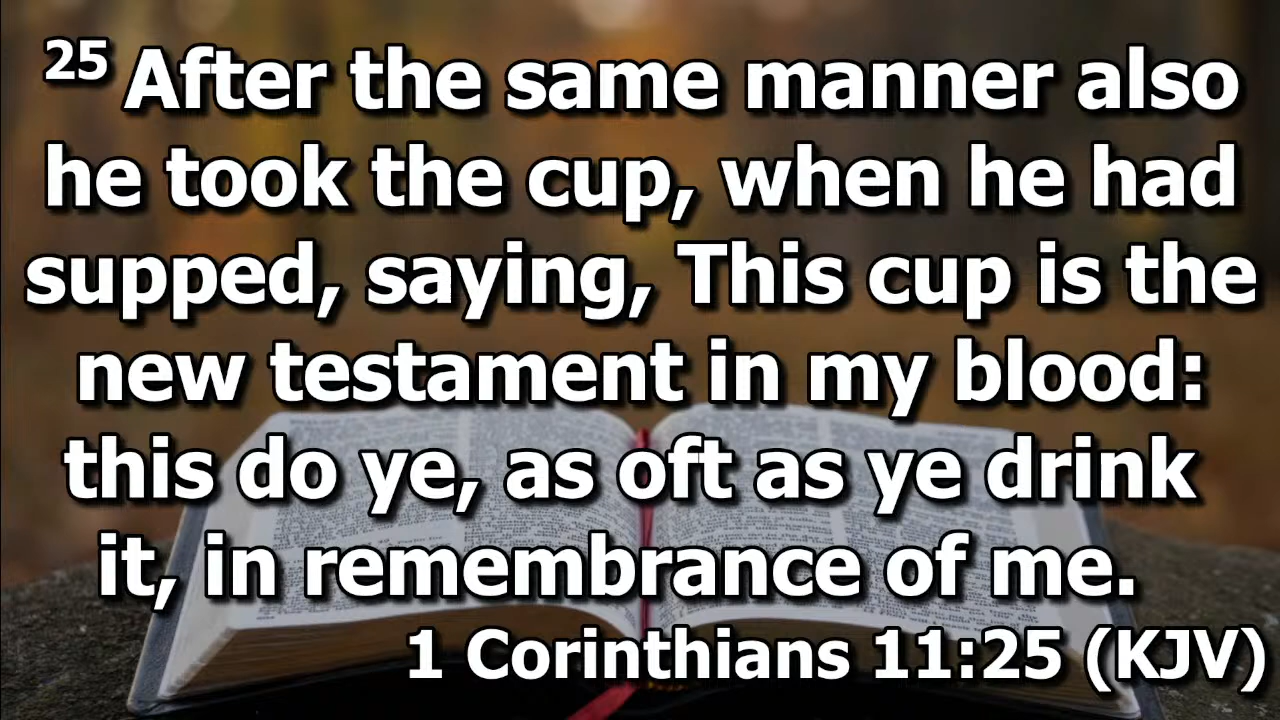 25 After the same manner also
he took the cup, when he had
supped, saying, This cup is the
new testament in my blood:
this do ye, as oft as ye drink
it, in remembrance of me.
1 Corinthians 11:25 (KJV)